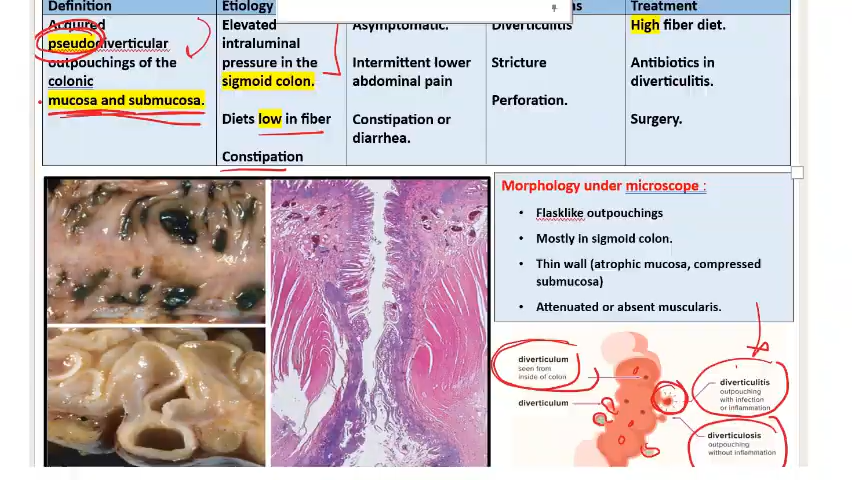 Definition
Etiology
Treatment
Acquired
pseudodiverticular
outpouchings of the
colonic
mucosa and submucosa.
Elevated
intraluminal
pressure in the
sigmoid colon.
Diets low in fiber
Constipation
Asymptomatic.
Intermittent lower
abdominal pain
Constipation or
diarrhea.
Diverticulitis
Stricture
Perforation.
High fiber diet.
Antibiotics in
diverticulitis.
Surgery.
Morphology under microscope :
• Flasklike outpouchings
• Mostly in sigmoid colon.
• Thin wall (atrophic mucosa, compressed
submucosa)
• Attenuated or absent muscularis.
diverticulum
seen from
inside of colon
diverticulum
diverticulitis
outpouching
with infection
or inflammation
diverticulosis
outpouching
without inflammation